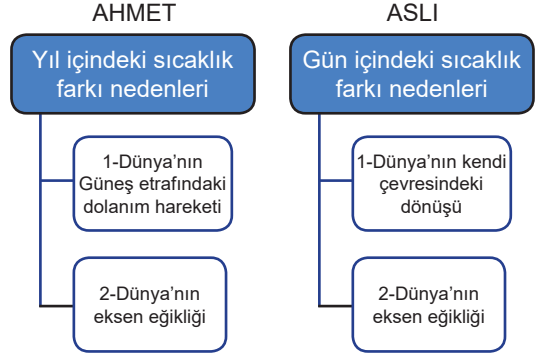 AHMET
Yıl içindeki sıcaklık
farkı nedenleri
1-Dünya’nın
Güneş etrafındaki
dolanım hareketi
2-Dünya’nın
eksen eğikliği
ASLI
Gün içindeki sıcaklık
farkı nedenleri
1-Dünya’nın kendi
çevresindeki
dönüşü
2-Dünya’nın
eksen eğikliği